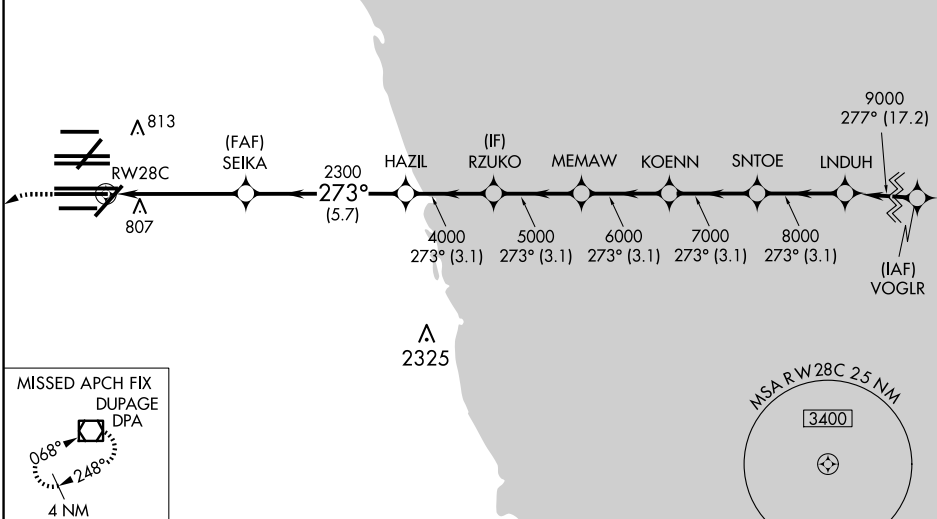 813
RW28C
807
(FAF)
SEIKA
2300
273°
(5.7)
HAZIL
4000
273° (3.1)
(IF)
RZUKO
5000
273° (3.1)
MEMAW
6000
273° (3.1)
KOENN
7000
273° (3.1)
SNTOE
8000
273° (3.1)
LNDUH
9000
277° (17.2)
(IAF)
VOGLR
2325
MISSED APCH FIX
DUPAGE
DPA
068°
248°
4 NM
MSA RW28C 25 NM
3400